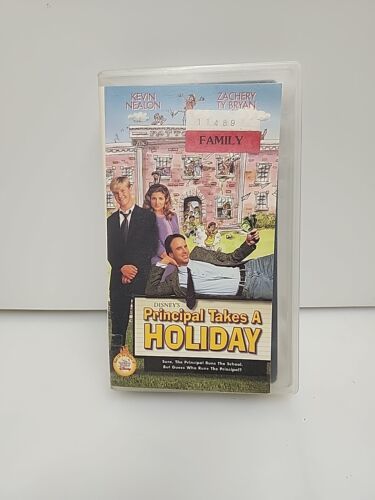 KEVIN
NEALON
ZACHERY
TY BRYAN
11489
FAMILY
DISNEY'S
Principal Takes A
HOLIDAY
Sure, The Principal Runs The School.
But Guess Who Runs The Principal?